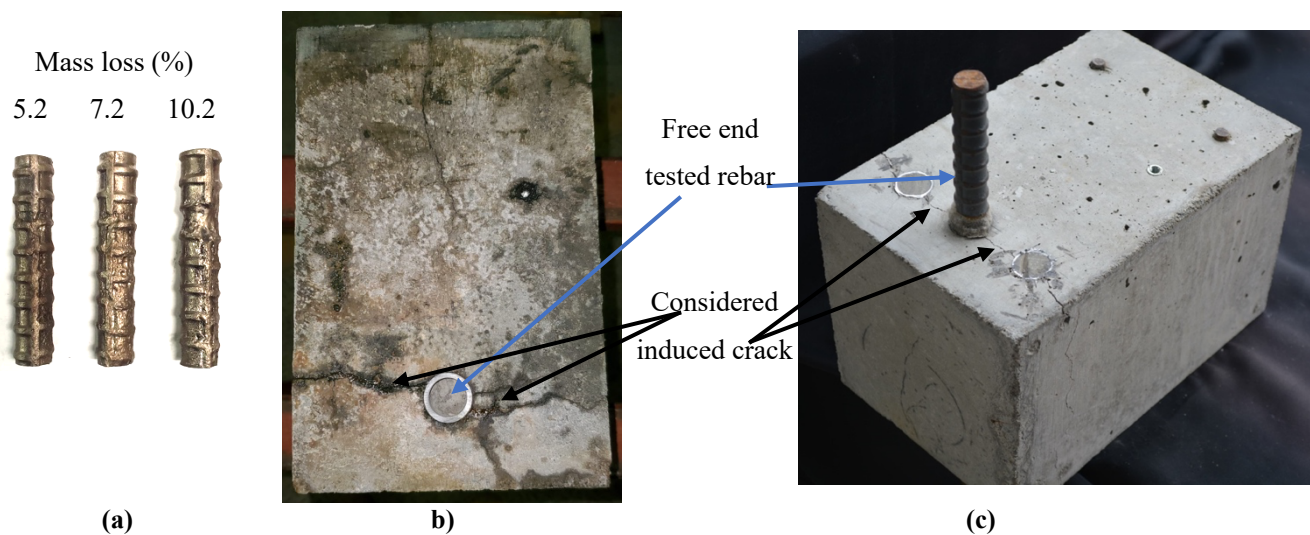 Mass loss (%)
5.2 7.2 10.2
Free end
tested rebar
Considered
induced crack
(a)
b)
(c)